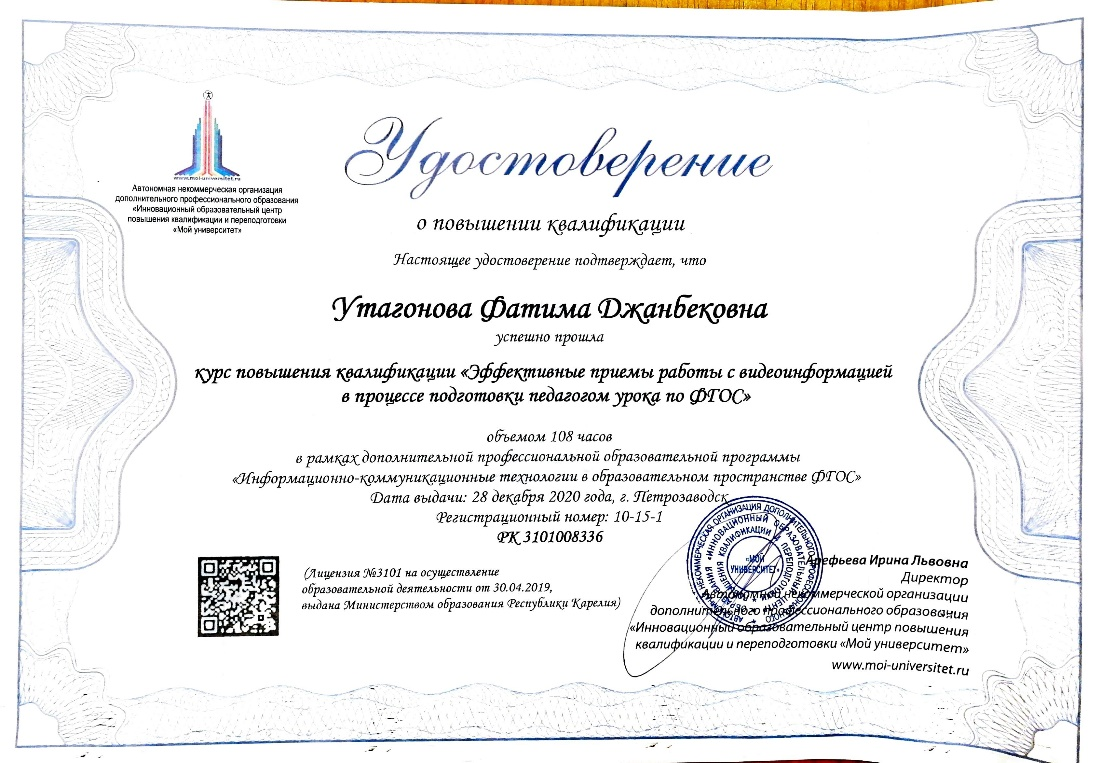 Удостоверение
www.moi-universitet.ru
Автономная некоммерческая организация
дополнительного профессионального образования
«Инновационный образовательный центр
повышения квалификации и переподготовки
«Мой университет»
о повышении квалификации
Настоящее удостоверение подтверждает, что
Утагонова Фатима Джанбековна
успешно прошла
курс повышения квалификации «Эффективные приемы работы с видеоинформацией
в процессе подготовки педагогом урока по ФГОС»
объемом 108 часов
в рамках дополнительной профессиональной образовательной программы
«Информационно-коммуникационные технологии в образовательном пространстве ФГОС»
Дата выдачи: 28 декабря 2020 года, г. Петрозаводск
Регистрационный номер: 10-15-1
РК 3101008336
(Лицензия №3101 на осуществление
образовательной деятельности от 30.04.2019,
выдана Министерством образования Республики Карелия)
«МОЙ
УНИВЕРСИТЕТ»
Арефьева Ирина Львовна
Директор
Автономной некоммерческой организации
дополнительного профессионального образования
«Инновационный образовательный центр повышения
квалификации и переподготовки «Мой университет»
www.moi-universitet.ru